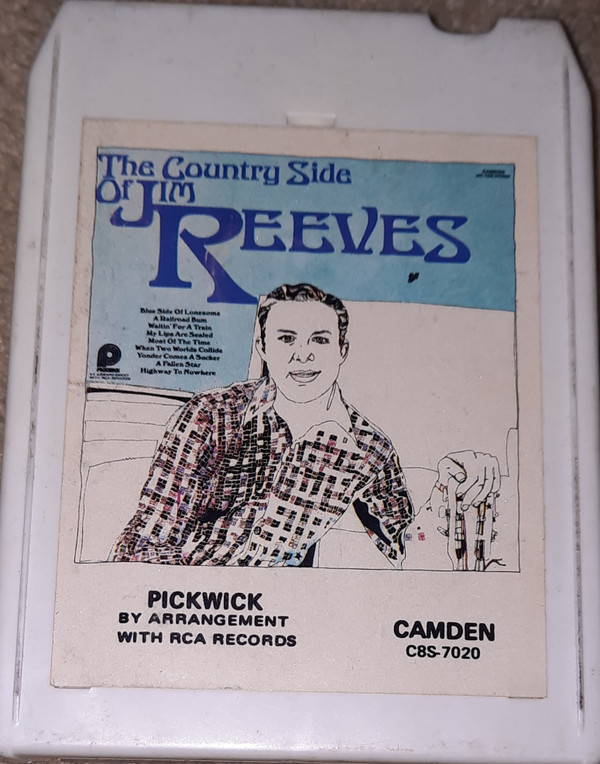 The Country Side
Of JIM
REEVES
Blue Side Of Lonesome
A Railroad Bum
Waitin' For A Train
My Lips Are Sealed
Most Of The Time
When Two Worlds Collide
Yonder Comes A Sucker
A Fallen Star
Highway To Nowhere
P
PICKWICK
BY ARRANGEMENT
WITH RCA RECORDS
CAMDEN
C8S-7020